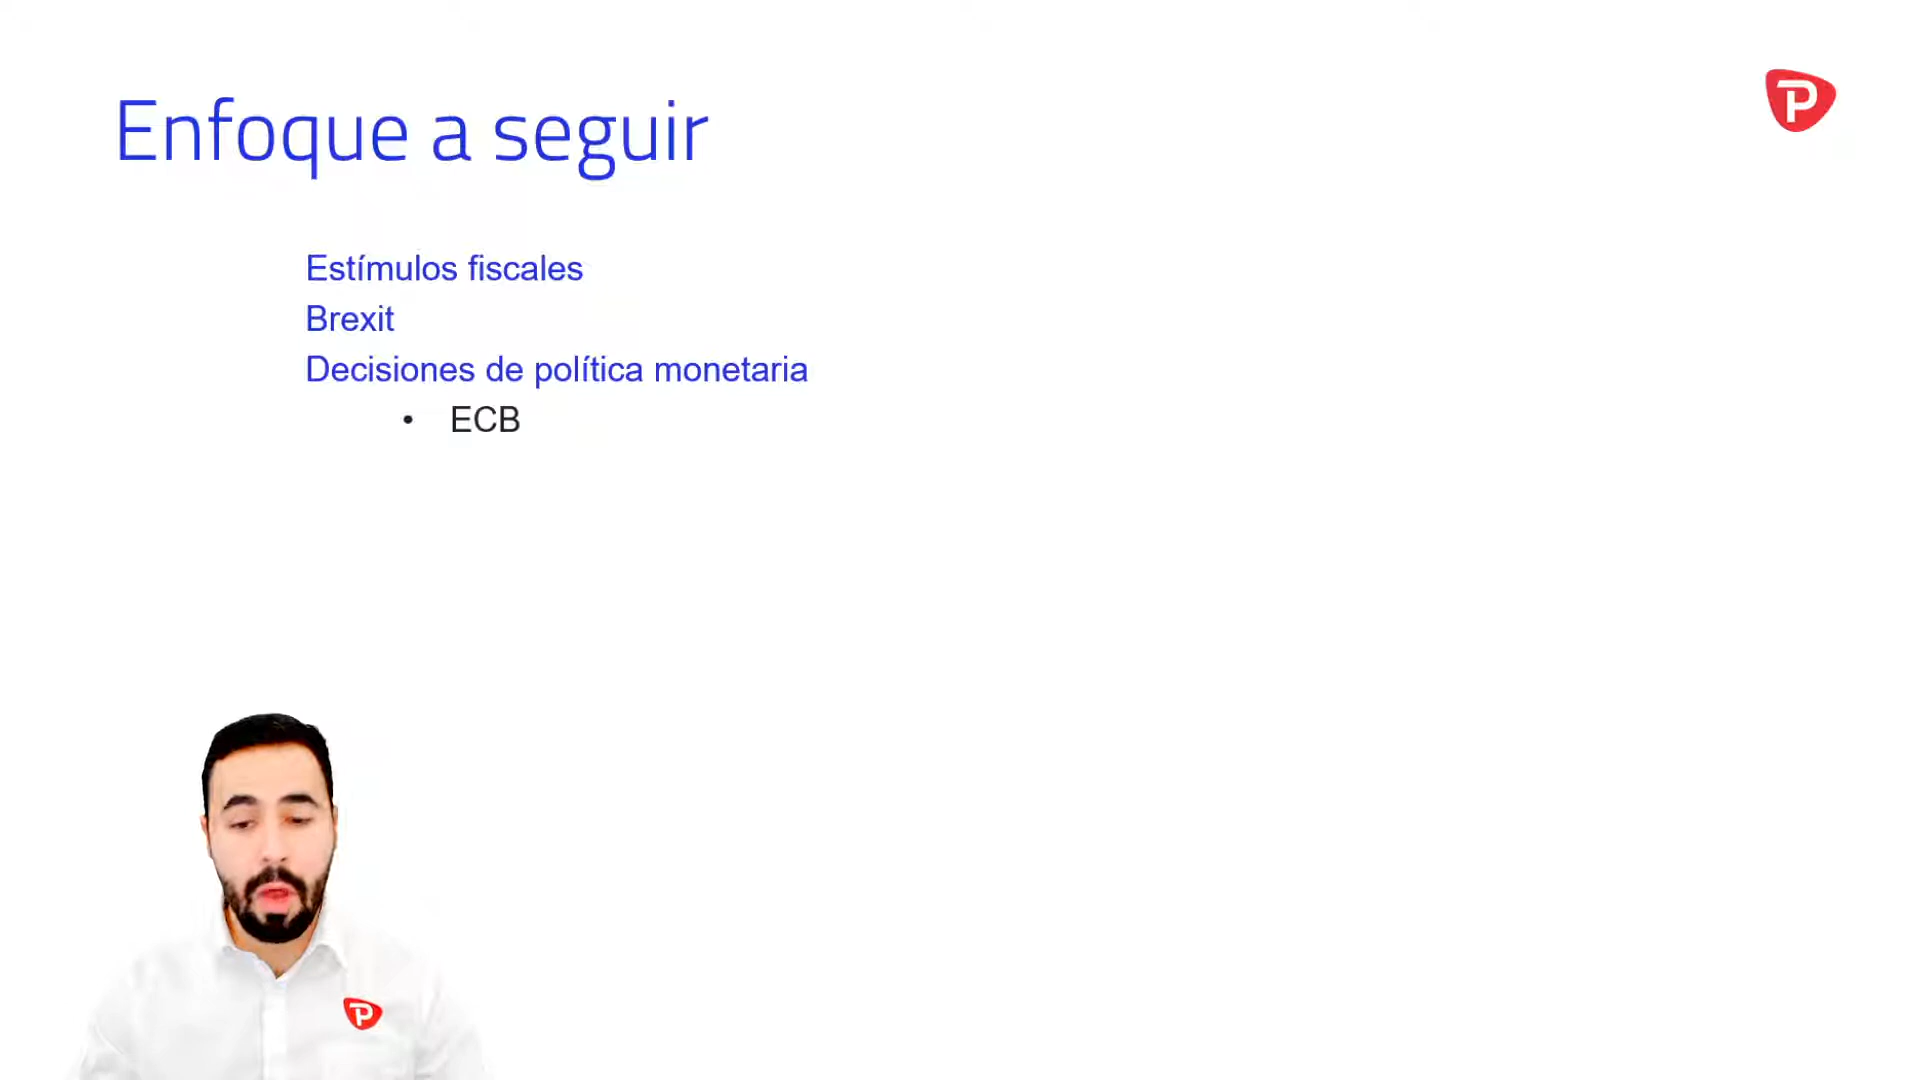 Enfoque a seguir
Estímulos fiscales
Brexit
Decisiones de política monetaria
• ECB